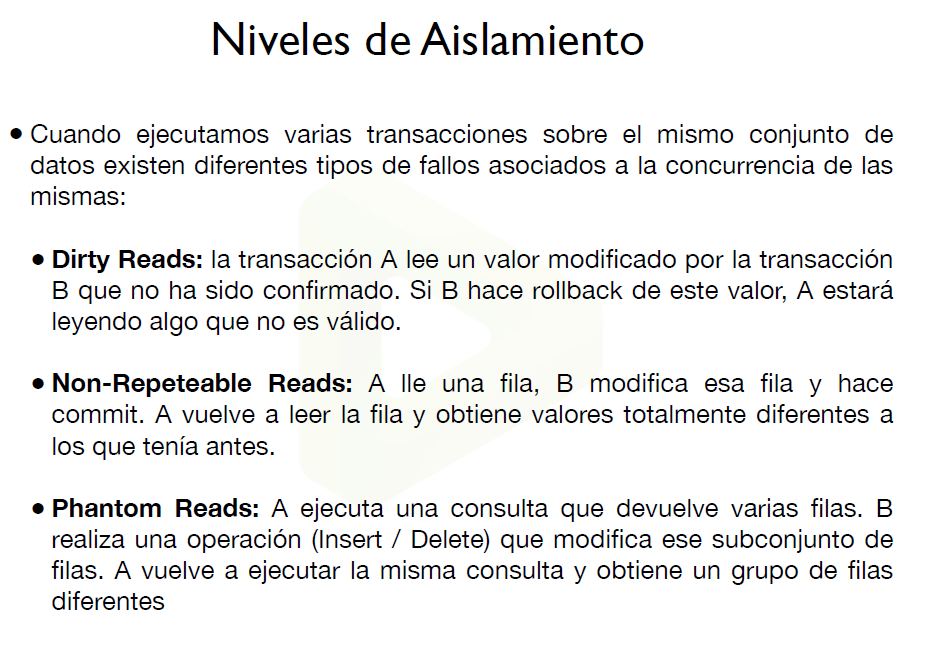 Niveles de Aislamiento
• Cuando ejecutamos varias transacciones sobre el mismo conjunto de
datos existen diferentes tipos de fallos asociados a la concurrencia de las
mismas:
• Dirty Reads: la transacción A lee un valor modificado por la transacción
B que no ha sido confirmado. Si B hace rollback de este valor, A estará
leyendo algo que no es válido.
• Non-Repeteable Reads: A lle una fila, B modifica esa fila y hace
commit. A vuelve a leer la fila y obtiene valores totalmente diferentes a
los que tenía antes.
• Phantom Reads: A ejecuta una consulta que devuelve varias filas. B
realiza una operación (Insert / Delete) que modifica ese subconjunto de
filas. A vuelve a ejecutar la misma consulta y obtiene un grupo de filas
diferentes